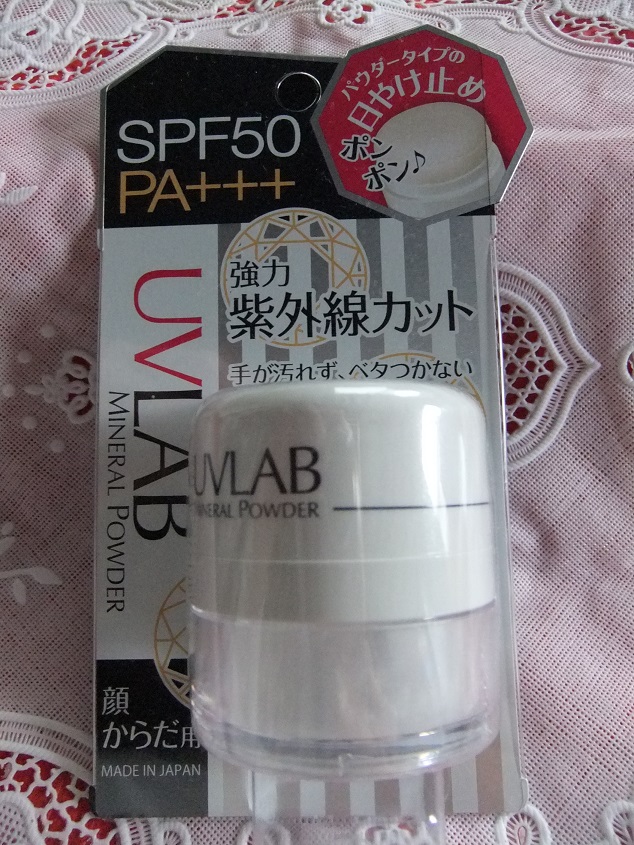 SPF50
PA+++
パウダータイプの
日やけ止め
ポン
ポン♪
強力
紫外線カット
手が汚れず、ベタつかない
UVLAB
MINERAL POWDER
UVLAB
MINERAL POWDER
顔
からだ用
MADE IN JAPAN